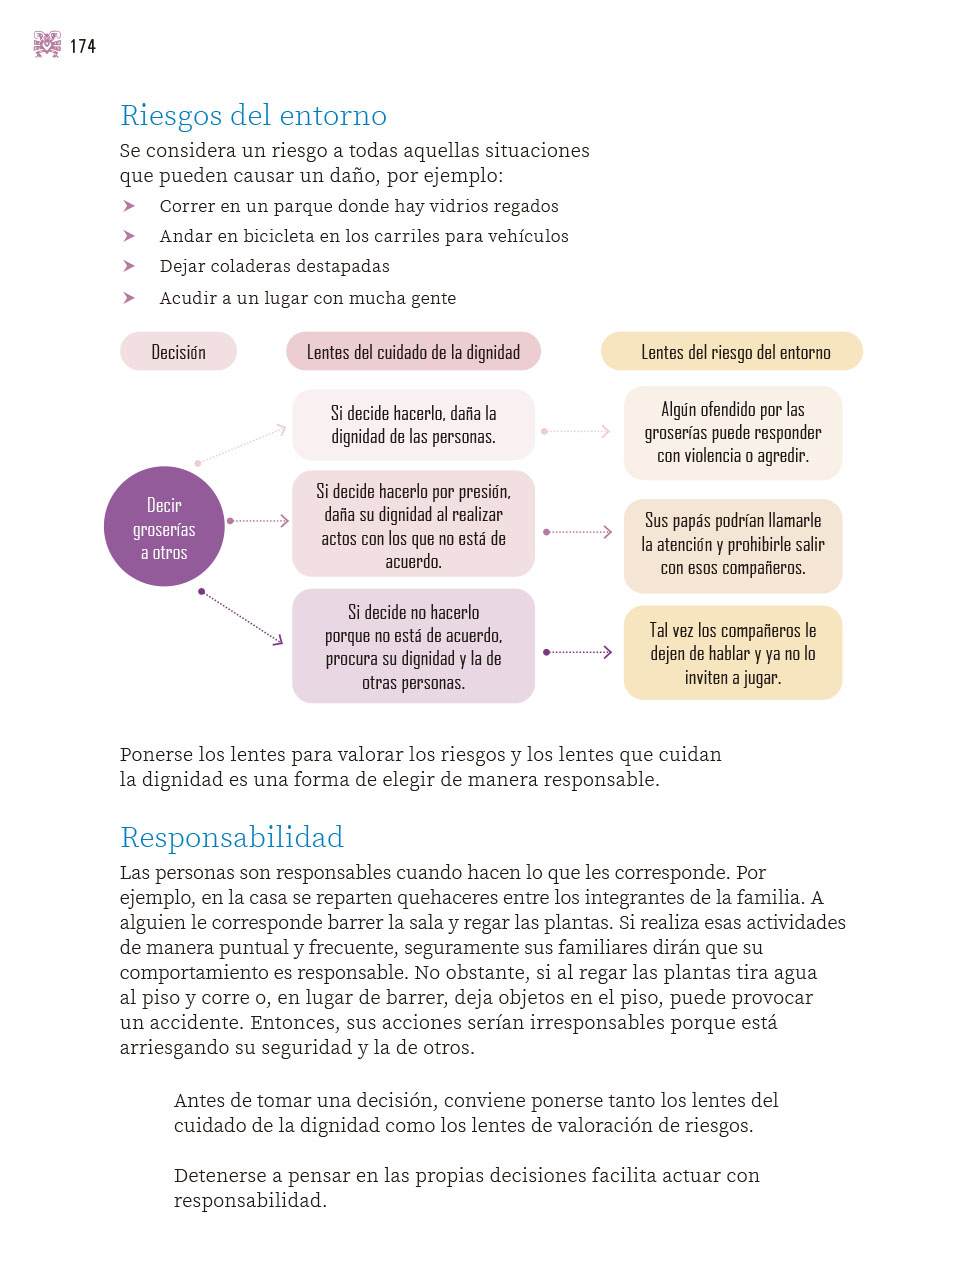 174
Riesgos del entorno
Se considera un riesgo a todas aquellas situaciones
que pueden causar un daño, por ejemplo:
Correr en un parque donde hay vidrios regados
Andar en bicicleta en los carriles para vehículos
Dejar coladeras destapadas
Acudir a un lugar con mucha gente
Decisión
Lentes del cuidado de la dignidad
Lentes del riesgo del entorno
Decir
groserías
a otros
Si decide hacerlo, daña la
dignidad de las personas.
Algún ofendido por las
groserías puede responder
con violencia o agredir.
Si decide hacerlo por presión,
daña su dignidad al realizar
actos con los que no está de
acuerdo.
Sus papás podrían llamarle
la atención y prohibirle salir
con esos compañeros.
Si decide no hacerlo
porque no está de acuerdo,
procura su dignidad y la de
otras personas.
Tal vez los compañeros le
dejen de hablar y ya no lo
inviten a jugar.
Ponerse los lentes para valorar los riesgos y los lentes que cuidan
la dignidad es una forma de elegir de manera responsable.
Responsabilidad
Las personas son responsables cuando hacen lo que les corresponde. Por
ejemplo, en la casa se reparten quehaceres entre los integrantes de la familia. A
alguien le corresponde barrer la sala y regar las plantas. Si realiza esas actividades
de manera puntual y frecuente, seguramente sus familiares dirán que su
comportamiento es responsable. No obstante, si al regar las plantas tira agua
al piso y corre o, en lugar de barrer, deja objetos en el piso, puede provocar
un accidente. Entonces, sus acciones serían irresponsables porque está
arriesgando su seguridad y la de otros.
Antes de tomar una decisión, conviene ponerse tanto los lentes del
cuidado de la dignidad como los lentes de valoración de riesgos.
Detenerse a pensar en las propias decisiones facilita actuar con
responsabilidad.